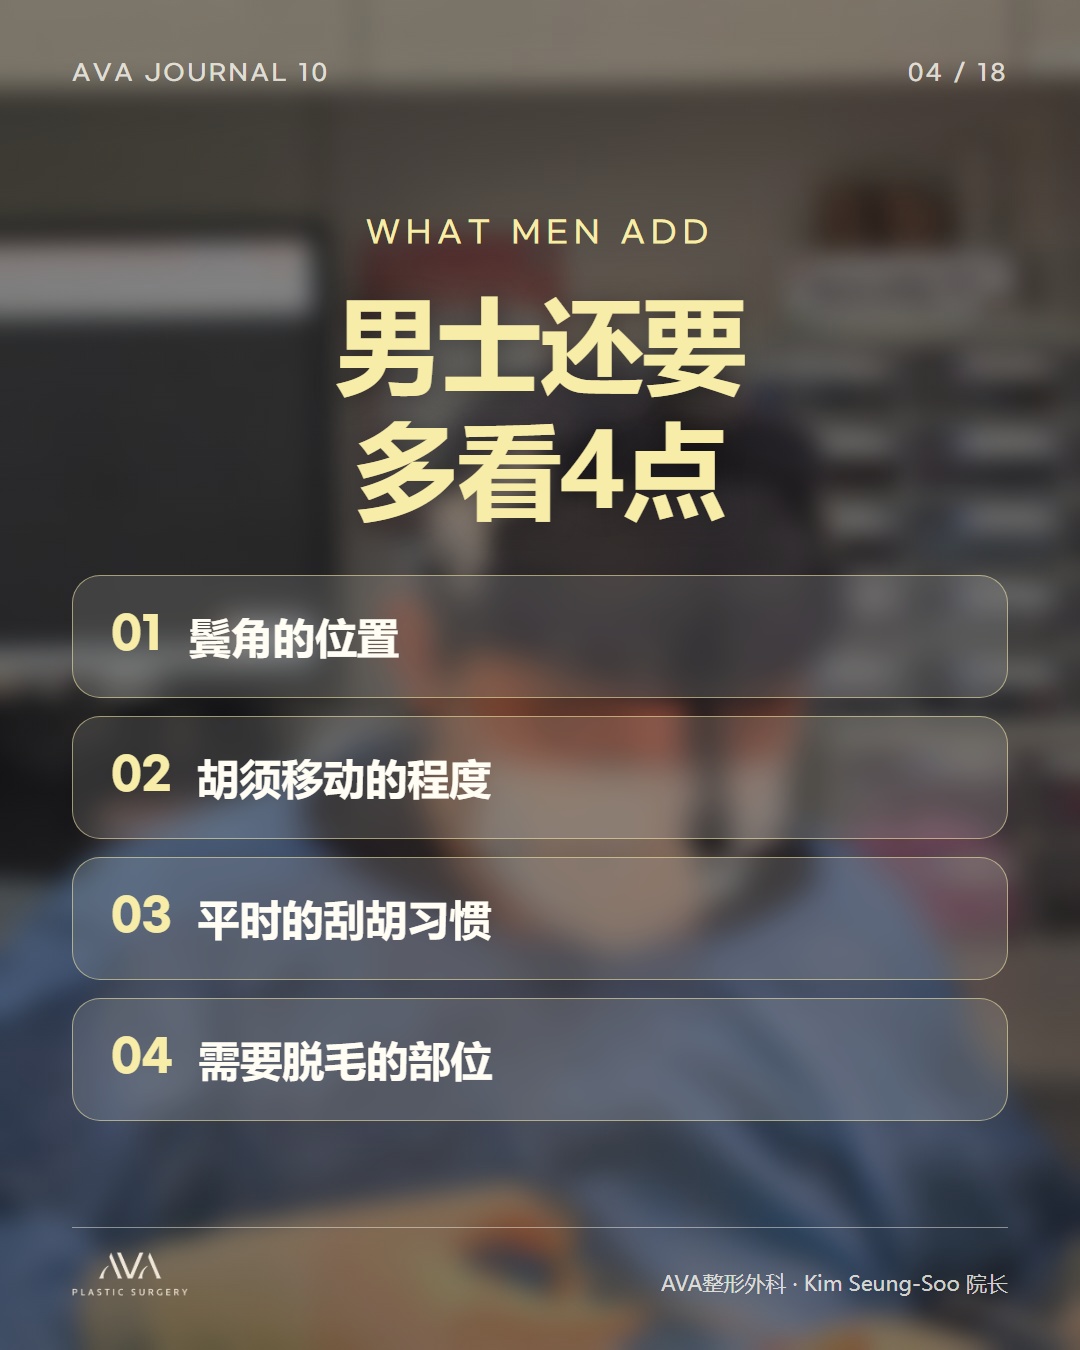 AVA JOURNAL 10
04 / 18
WHAT MEN ADD
男士还要
多看4点
01 鬓角的位置
02 胡须移动的程度
03 平时的刮胡习惯
04 需要脱毛的部位
AVA
PLASTIC SURGERY
AVA整形外科 · Kim Seung-Soo 院长